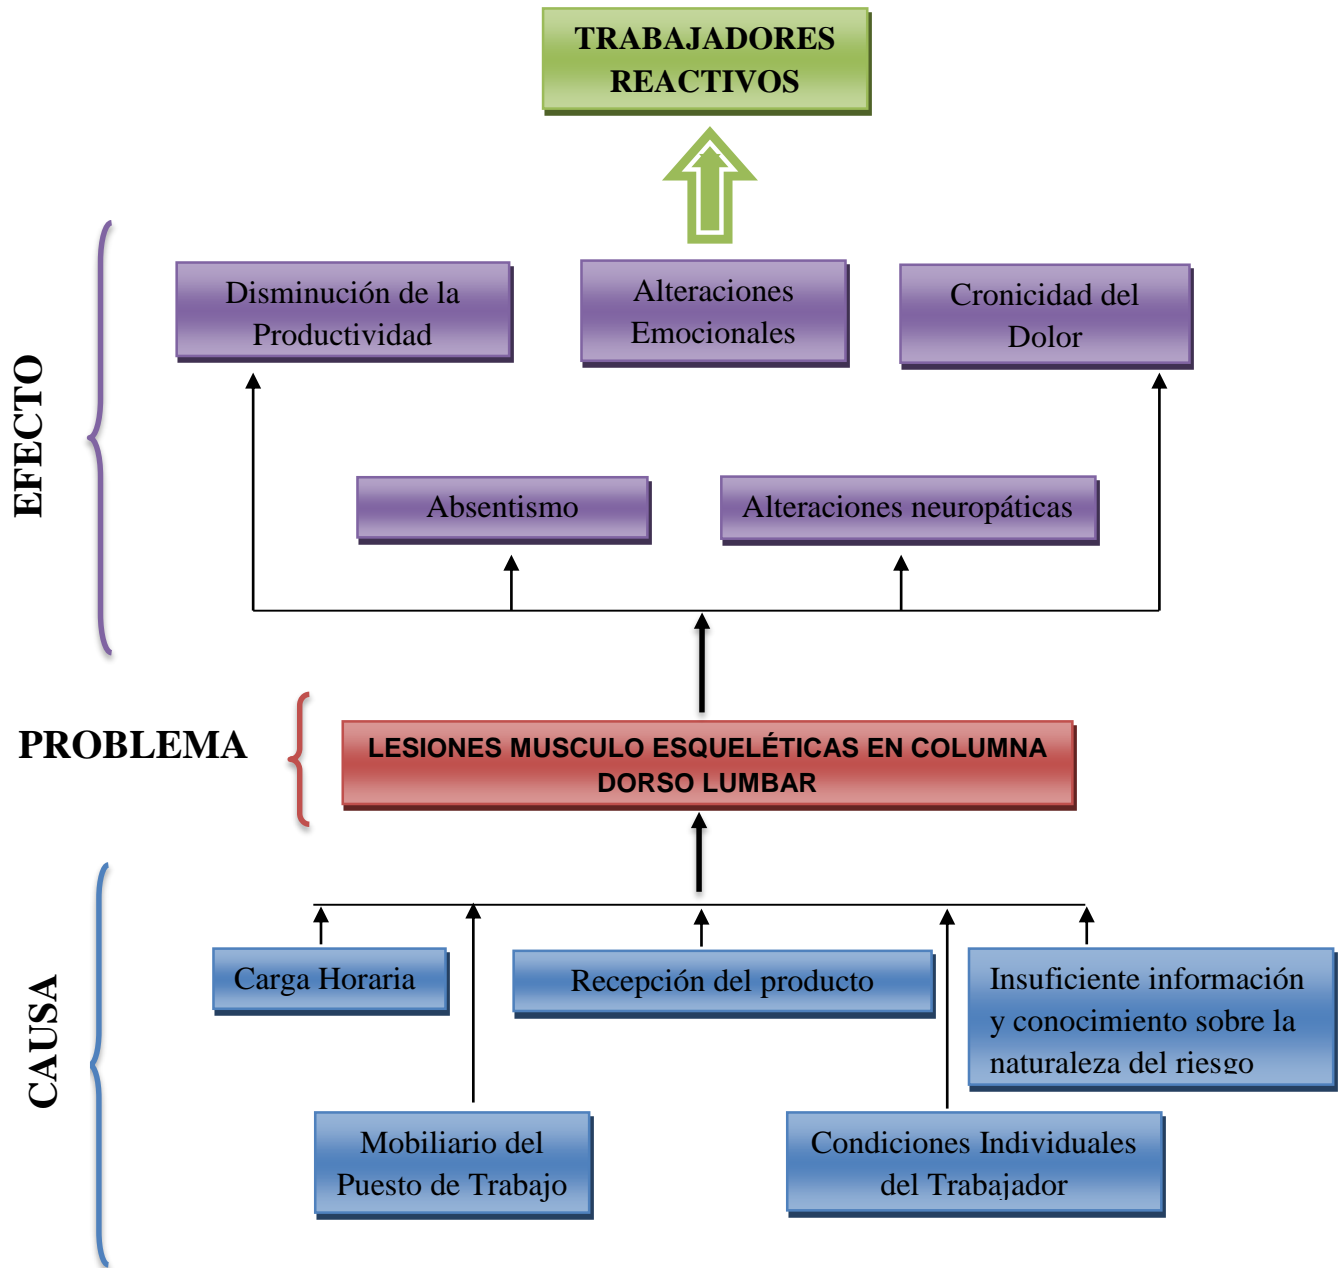 TRABAJADORES
REACTIVOS
EFECTO
Disminución de la
Productividad
Alteraciones
Emocionales
Cronicidad del
Dolor
Absentismo
Alteraciones neuropáticas
PROBLEMA
LESIONES MUSCULO ESQUELÉTICAS EN COLUMNA
DORSO LUMBAR
CAUSA
Carga Horaria
Recepción del producto
Insuficiente información
y conocimiento sobre la
naturaleza del riesgo
Mobiliario del
Puesto de Trabajo
Condiciones Individuales
del Trabajador